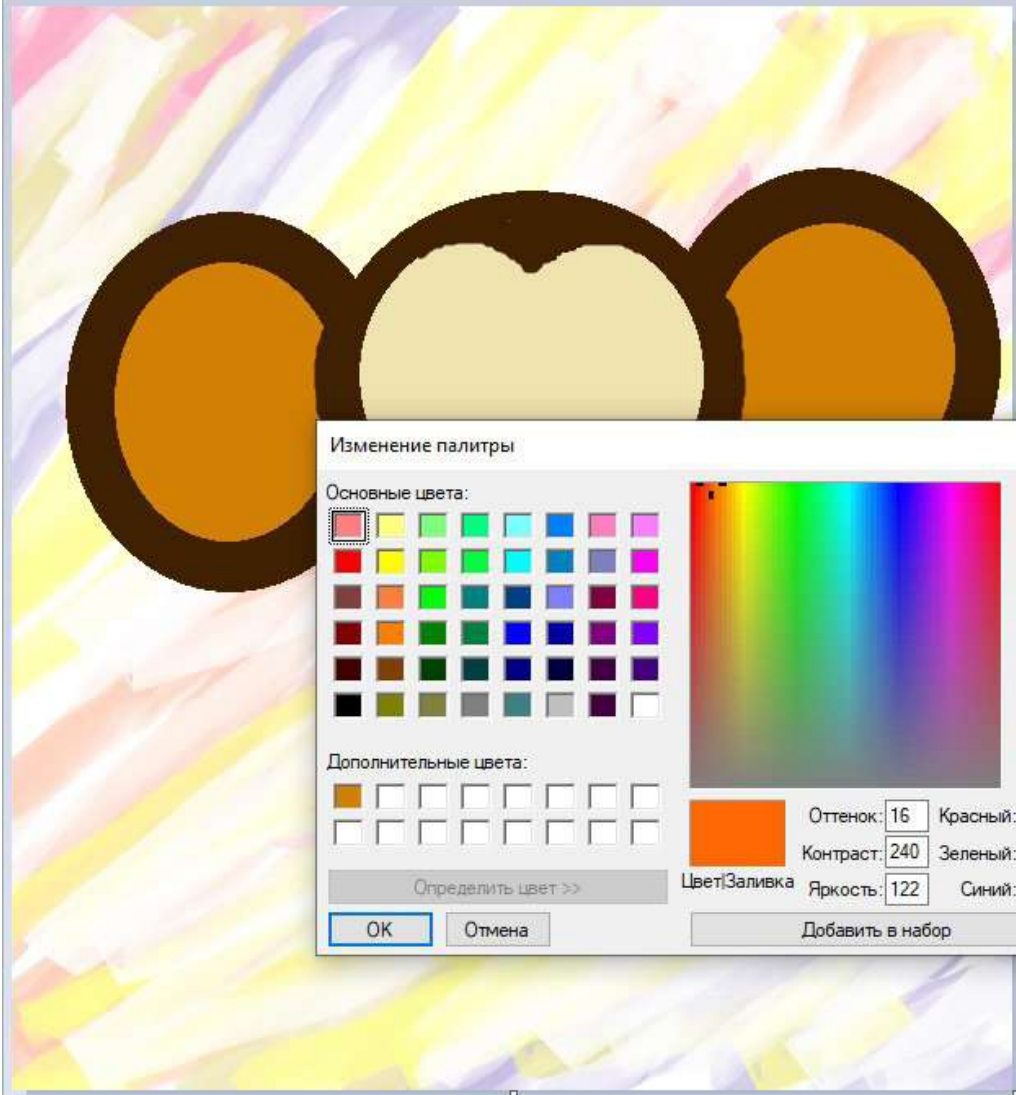 Изменение палитры
Основные цвета:
Дополнительные цвета:
Определить цвет >>
OK Отмена
Цвет|Заливка
Оттенок: 16 Красный:
Контраст: 240 Зеленый:
Яркость: 122 Синий:
Добавить в набор